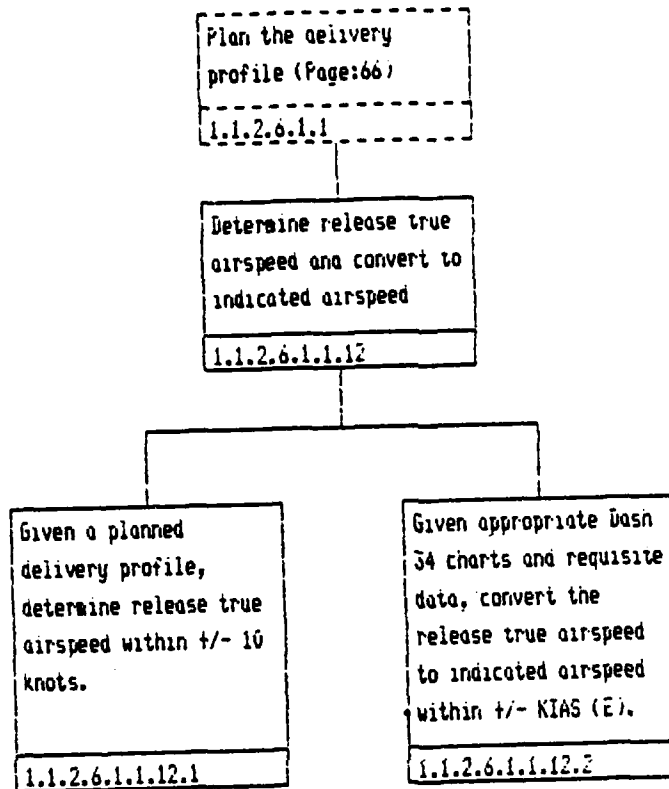 Plan the delivery
profile (Page:66)
1.1.2.6.1.1
Determine release true
airspeed and convert to
indicated airspeed
1.1.2.6.1.1.12
Given a planned
delivery profile,
determine release true
airspeed within +/- 10
knots.
1.1.2.6.1.1.12.1
Given appropriate Dash
34 charts and requisite
data, convert the
release true airspeed
to indicated airspeed
within +/- KIAS (E).
1.1.2.6.1.1.12.2